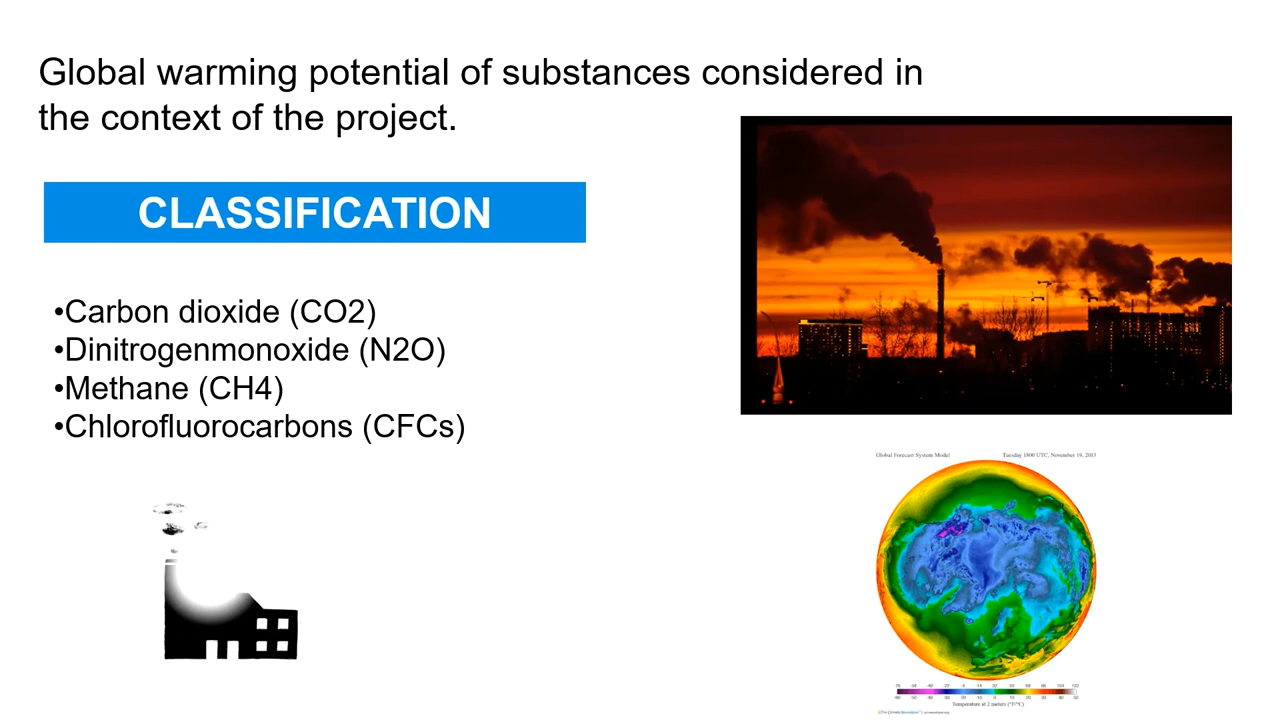 Global warming potential of substances considered in
the context of the project.
CLASSIFICATION
•Carbon dioxide (CO2)
•Dinitrogenmonoxide (N2O)
•Methane (CH4)
•Chlorofluorocarbons (CFCs)
Global Forecast System Model Tuesday 1800 UTC, November 19, 2013
Temperature at 2 meters (°F/°C)